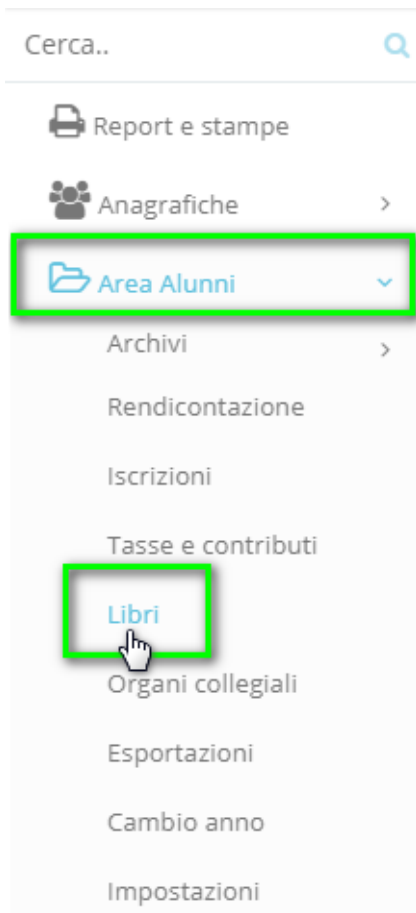 Cerca..
Report e stampe
Anagrafiche
Area Alunni
Archivi
Rendicontazione
Iscrizioni
Tasse e contributi
Libri
Organi collegiali
Esportazioni
Cambio anno
Impostazioni